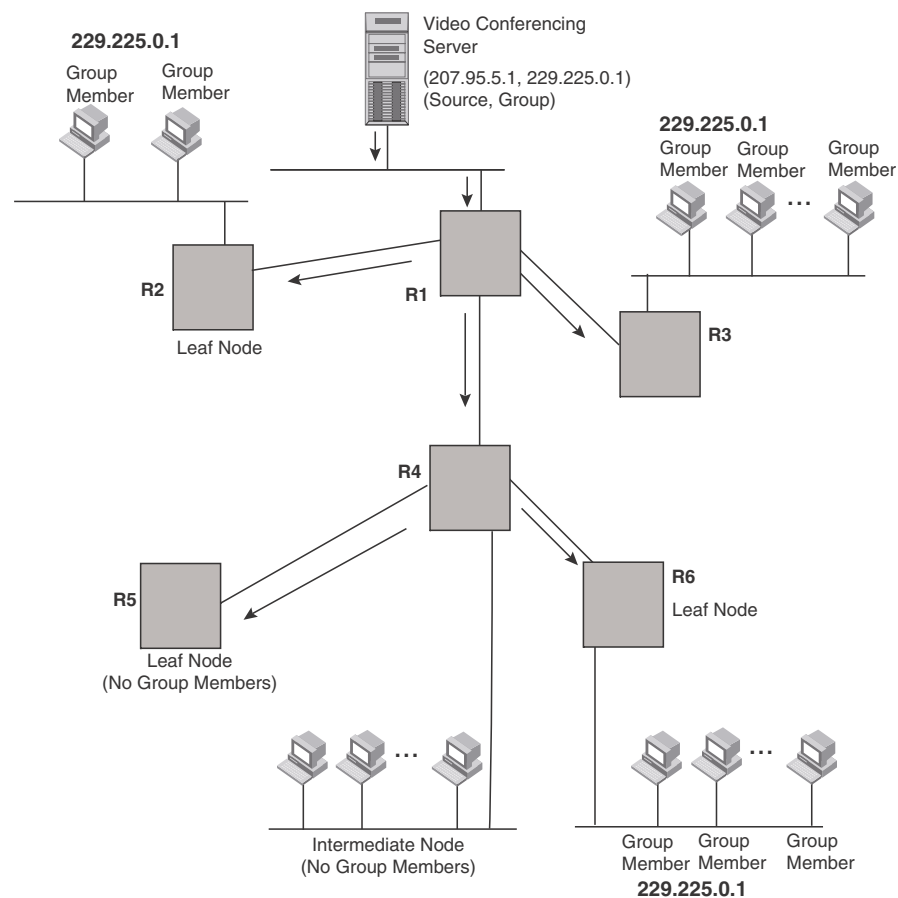 Video Conferencing
Server
(207.95.5.1, 229.225.0.1)
(Source, Group)
229.225.0.1
Group
Member
Group
Member
229.225.0.1
Group
Member
Group
Member
...
Group
Member
R2
Leaf Node
R1
R3
R4
R5
Leaf Node
(No Group Members)
R6
Leaf Node
...
Intermediate Node
(No Group Members)
...
Group
Member
Group
Member
Group
Member
229.225.0.1